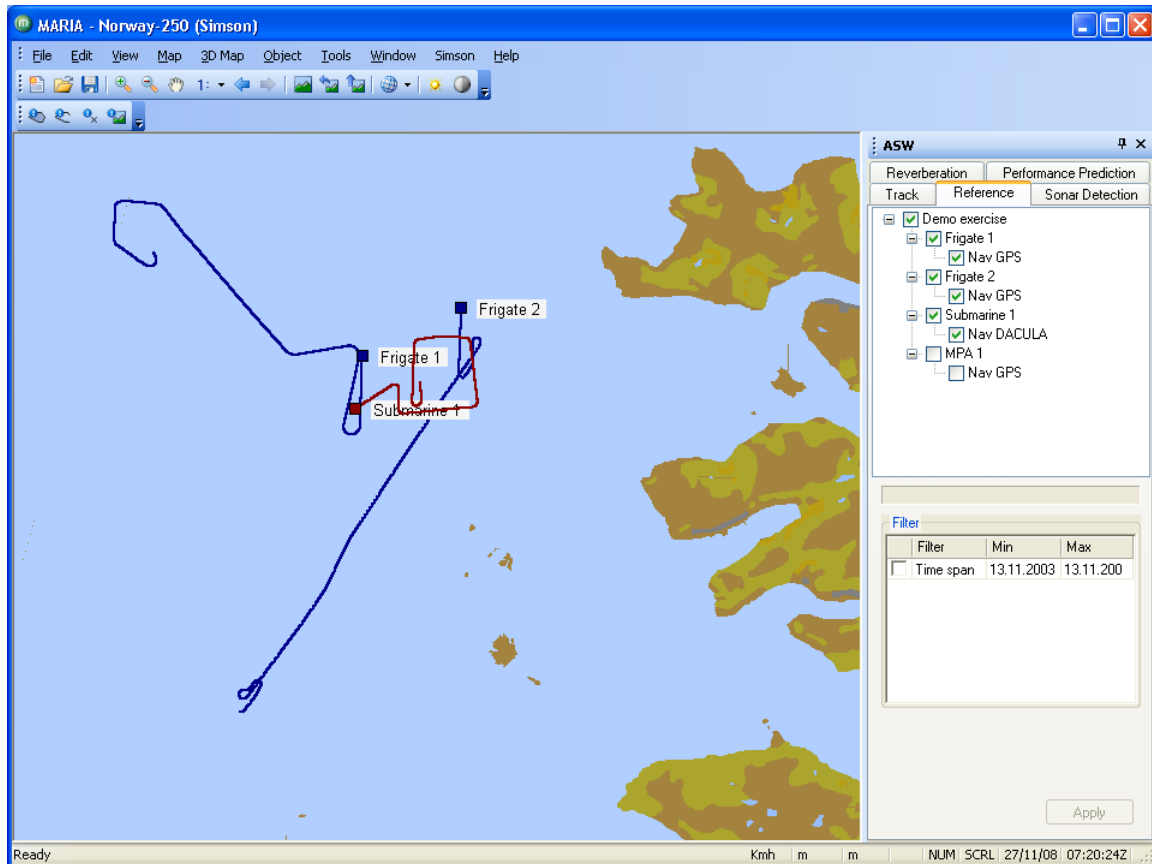 MARIA - Norway-250 (Simson)
File Edit View Map 3D Map Object Tools Window Simson Help
1:
ASW
Reverberation Performance Prediction
Track Reference Sonar Detection
Demo exercise
Frigate 1
Nav GPS
Frigate 2
Nav GPS
Submarine 1
Nav DACULA
MPA 1
Nav GPS
Frigate 2
Frigate 1
Submarine 1
Filter
Filter Min Max
Time span 13.11.2003 13.11.200
Apply
Ready Kmh m m NUM SCRL 27/11/08 07:20:24Z